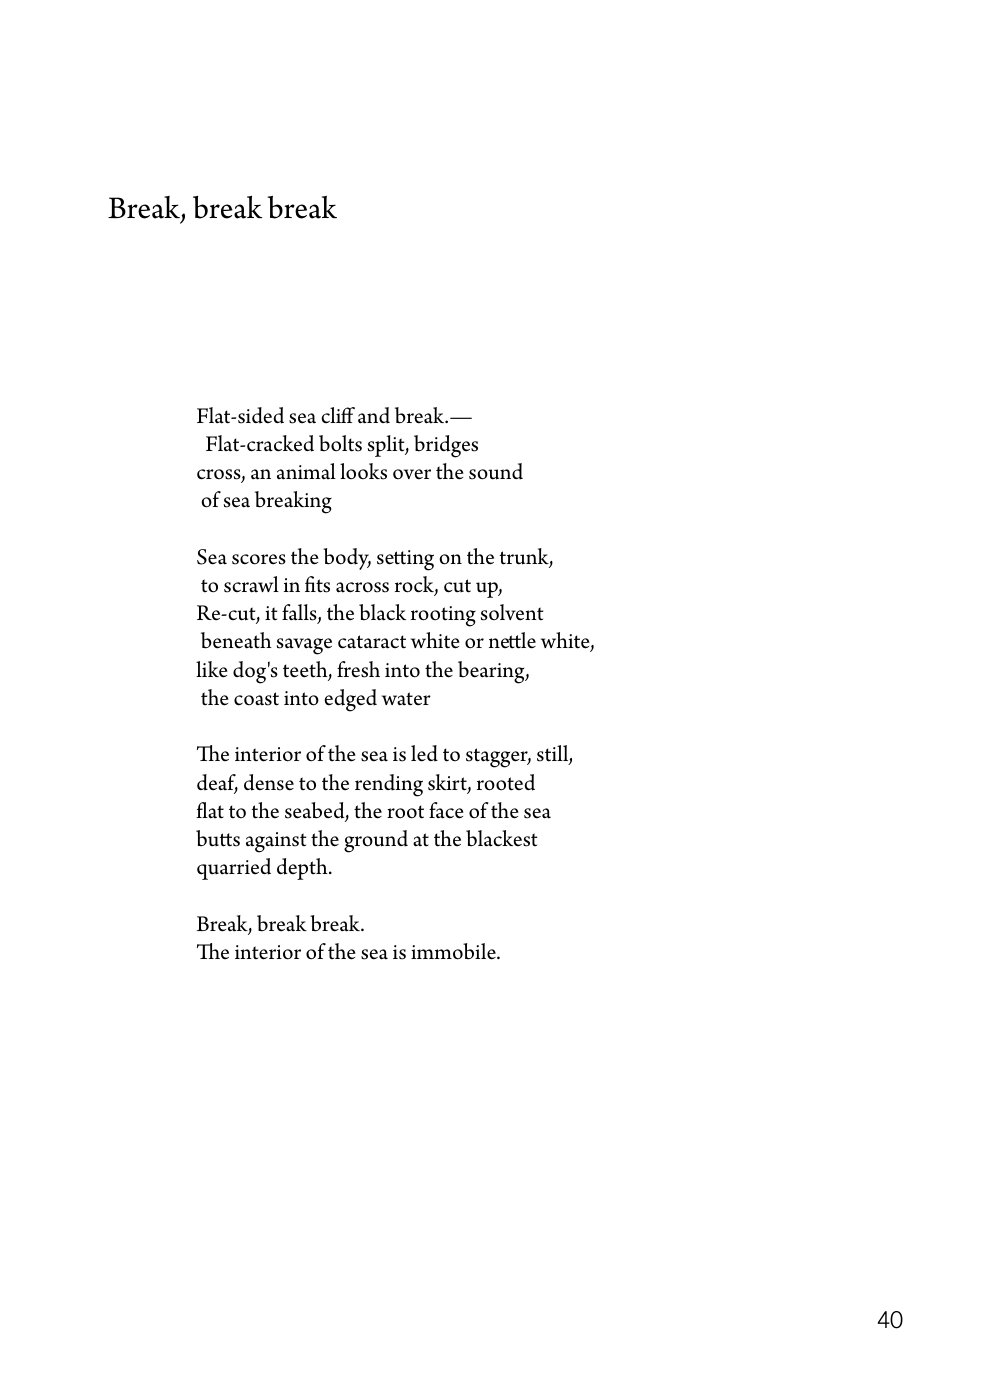 Break, break break
Flat-sided sea cliff and break.—
Flat-cracked bolts split, bridges
cross, an animal looks over the sound
of sea breaking
Sea scores the body, setting on the trunk,
to scrawl in fits across rock, cut up,
Re-cut, it falls, the black rooting solvent
beneath savage cataract white or nettle white,
like dog's teeth, fresh into the bearing,
the coast into edged water
The interior of the sea is led to stagger, still,
deaf, dense to the rending skirt, rooted
flat to the seabed, the root face of the sea
butts against the ground at the blackest
quarried depth.
Break, break break.
The interior of the sea is immobile.
40